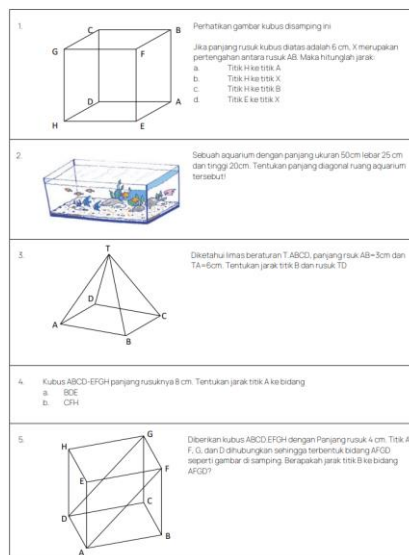 1.
C
B
G
F
D
A
H
E
Perhatikan gambar kubus disamping ini
Jika panjang rusuk kubus diatas adalah 6 cm, X merupakan
pertengahan antara rusuk AB. Maka hitunglah jarak:
a. Titik H ke titik A
b. Titik H ke titik X
c. Titik H ke titik B
d. Titik E ke titik X
2.
Sebuah aquarium dengan panjang ukuran 50cm lebar 25 cm
dan tinggi 20cm. Tentukan panjang diagonal ruang aquarium
tersebut!
3.
T
D
C
A
B
Diketahui limas beraturan T.ABCD, panjang rsuk AB=3cm dan
TA=6cm. Tentukan jarak titik B dan rusuk TD
4. Kubus ABCD-EFGH panjang rusuknya 8 cm. Tentukan jarak titik A ke bidang
a. BDE
b. CFH
5.
G
H
F
E
C
D
B
A
Diberikan kubus ABCD.EFGH dengan Panjang rusuk 4 cm. Titik A,
F, G, dan D dihubungkan sehingga terbentuk bidang AFGD
seperti gambar di samping. Berapakah jarak titik B ke bidang
AFGD?